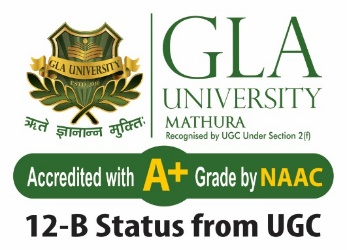 GLA UNIVERSITY
ऋते ज्ञानान्न मुक्तिः
GLA
UNIVERSITY
MATHURA
Recognised by UGC Under Section 2(f)
Accredited with A+ Grade by NAAC
12-B Status from UGC